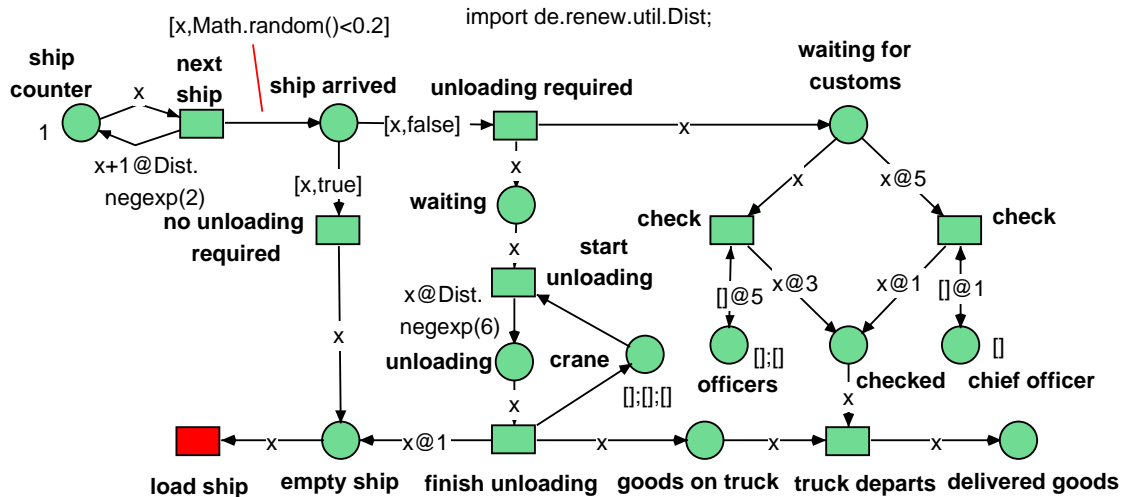 import de.renew.util.Dist;
[x,Math.random()<0.2]
ship
counter
next
ship
ship arrived
unloading required
waiting for
customs
x
1
[x,false]
x
x+1@Dist.
negexp(2)
[x,true]
x
x
x@5
no unloading
required
waiting
check
check
x
start
unloading
x@Dist.
negexp(6)
[]@5
x@3
x@1
[]@1
x
unloading
crane
[];[];[]
[];[]
officers
checked
[]
chief officer
x
x
x
x@1
x
x
x
load ship
empty ship
finish unloading
goods on truck
truck departs
delivered goods